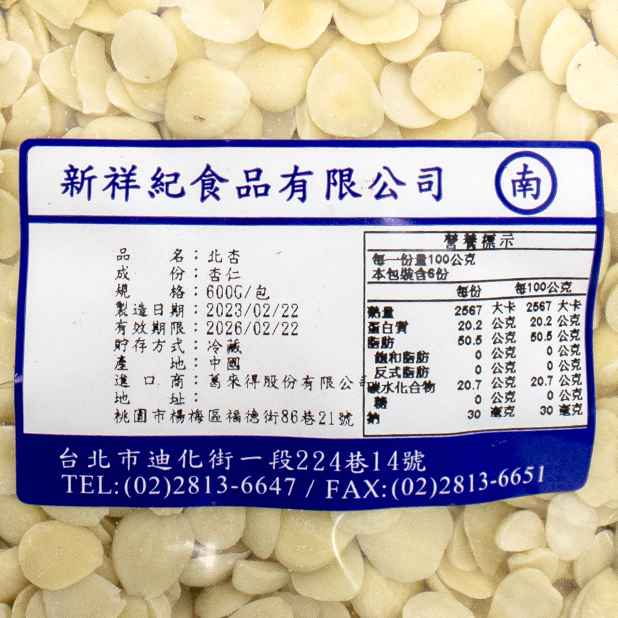 新祥紀食品有限公司 南
品　　名：北杏
成　　份：杏仁
規　　格：600G/包
製造日期：2023/02/22
有效期限：2026/02/22
貯存方式：冷藏
產　　地：中國
進 口 商：萬來得股份有限公司
地　　址：
桃園市楊梅區福德街86巷21號
營養標示
每一份量100公克
本包裝含6份
每份 每100公克
熱量 2567 大卡 2567 大卡
蛋白質 20.2 公克 20.2 公克
脂肪 50.5 公克 50.5 公克
飽和脂肪 0 公克 0 公克
反式脂肪 0 公克 0 公克
碳水化合物 20.7 公克 20.7 公克
糖 0 公克 0 公克
鈉 30 毫克 30 毫克
台北市迪化街一段224巷14號
TEL:(02)2813-6647 / FAX:(02)2813-6651